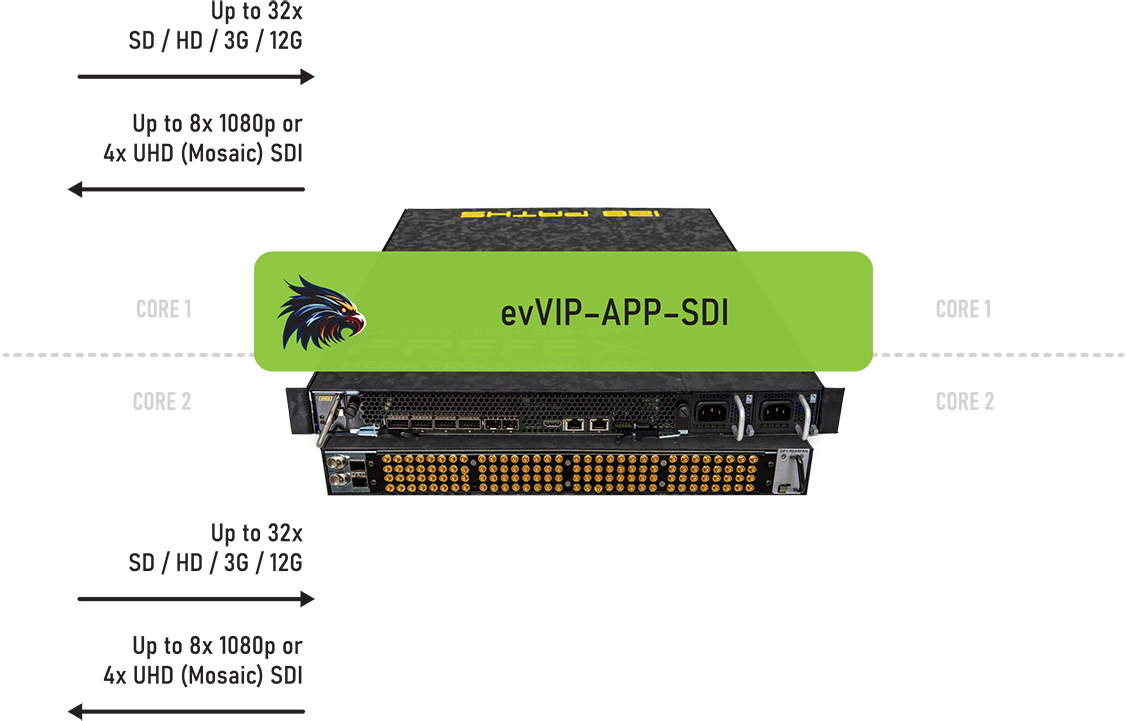 Up to 32x
SD / HD / 3G / 12G
Up to 8x 1080p or
4x UHD (Mosaic) SDI
120 PATHS
evVIP-APP-SDI
CORE 1
CORE 1
CORE 2
CORE 2
Up to 32x
SD / HD / 3G / 12G
Up to 8x 1080p or
4x UHD (Mosaic) SDI